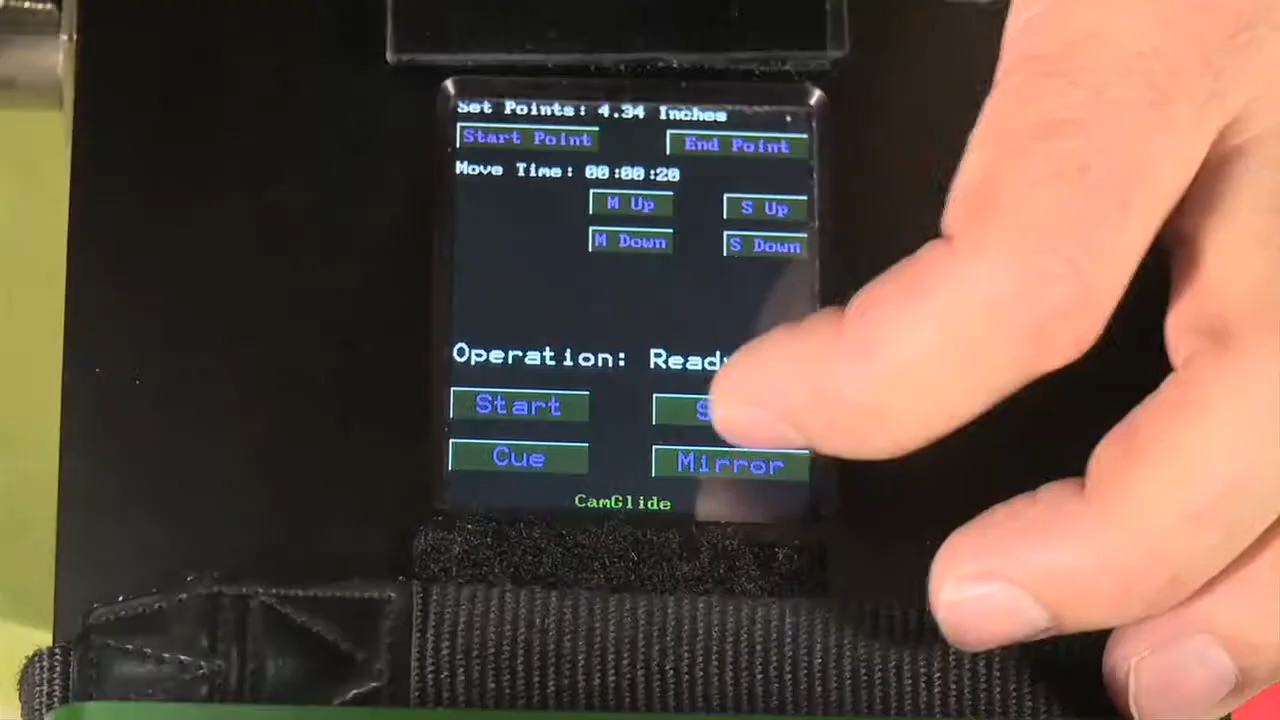 Set Points: 4.34 Inches
Start Point End Point
Move Time: 00:00:20
M Up S Up
M Down S Down
Operation:
Start
Cue Mirror
CamGlide